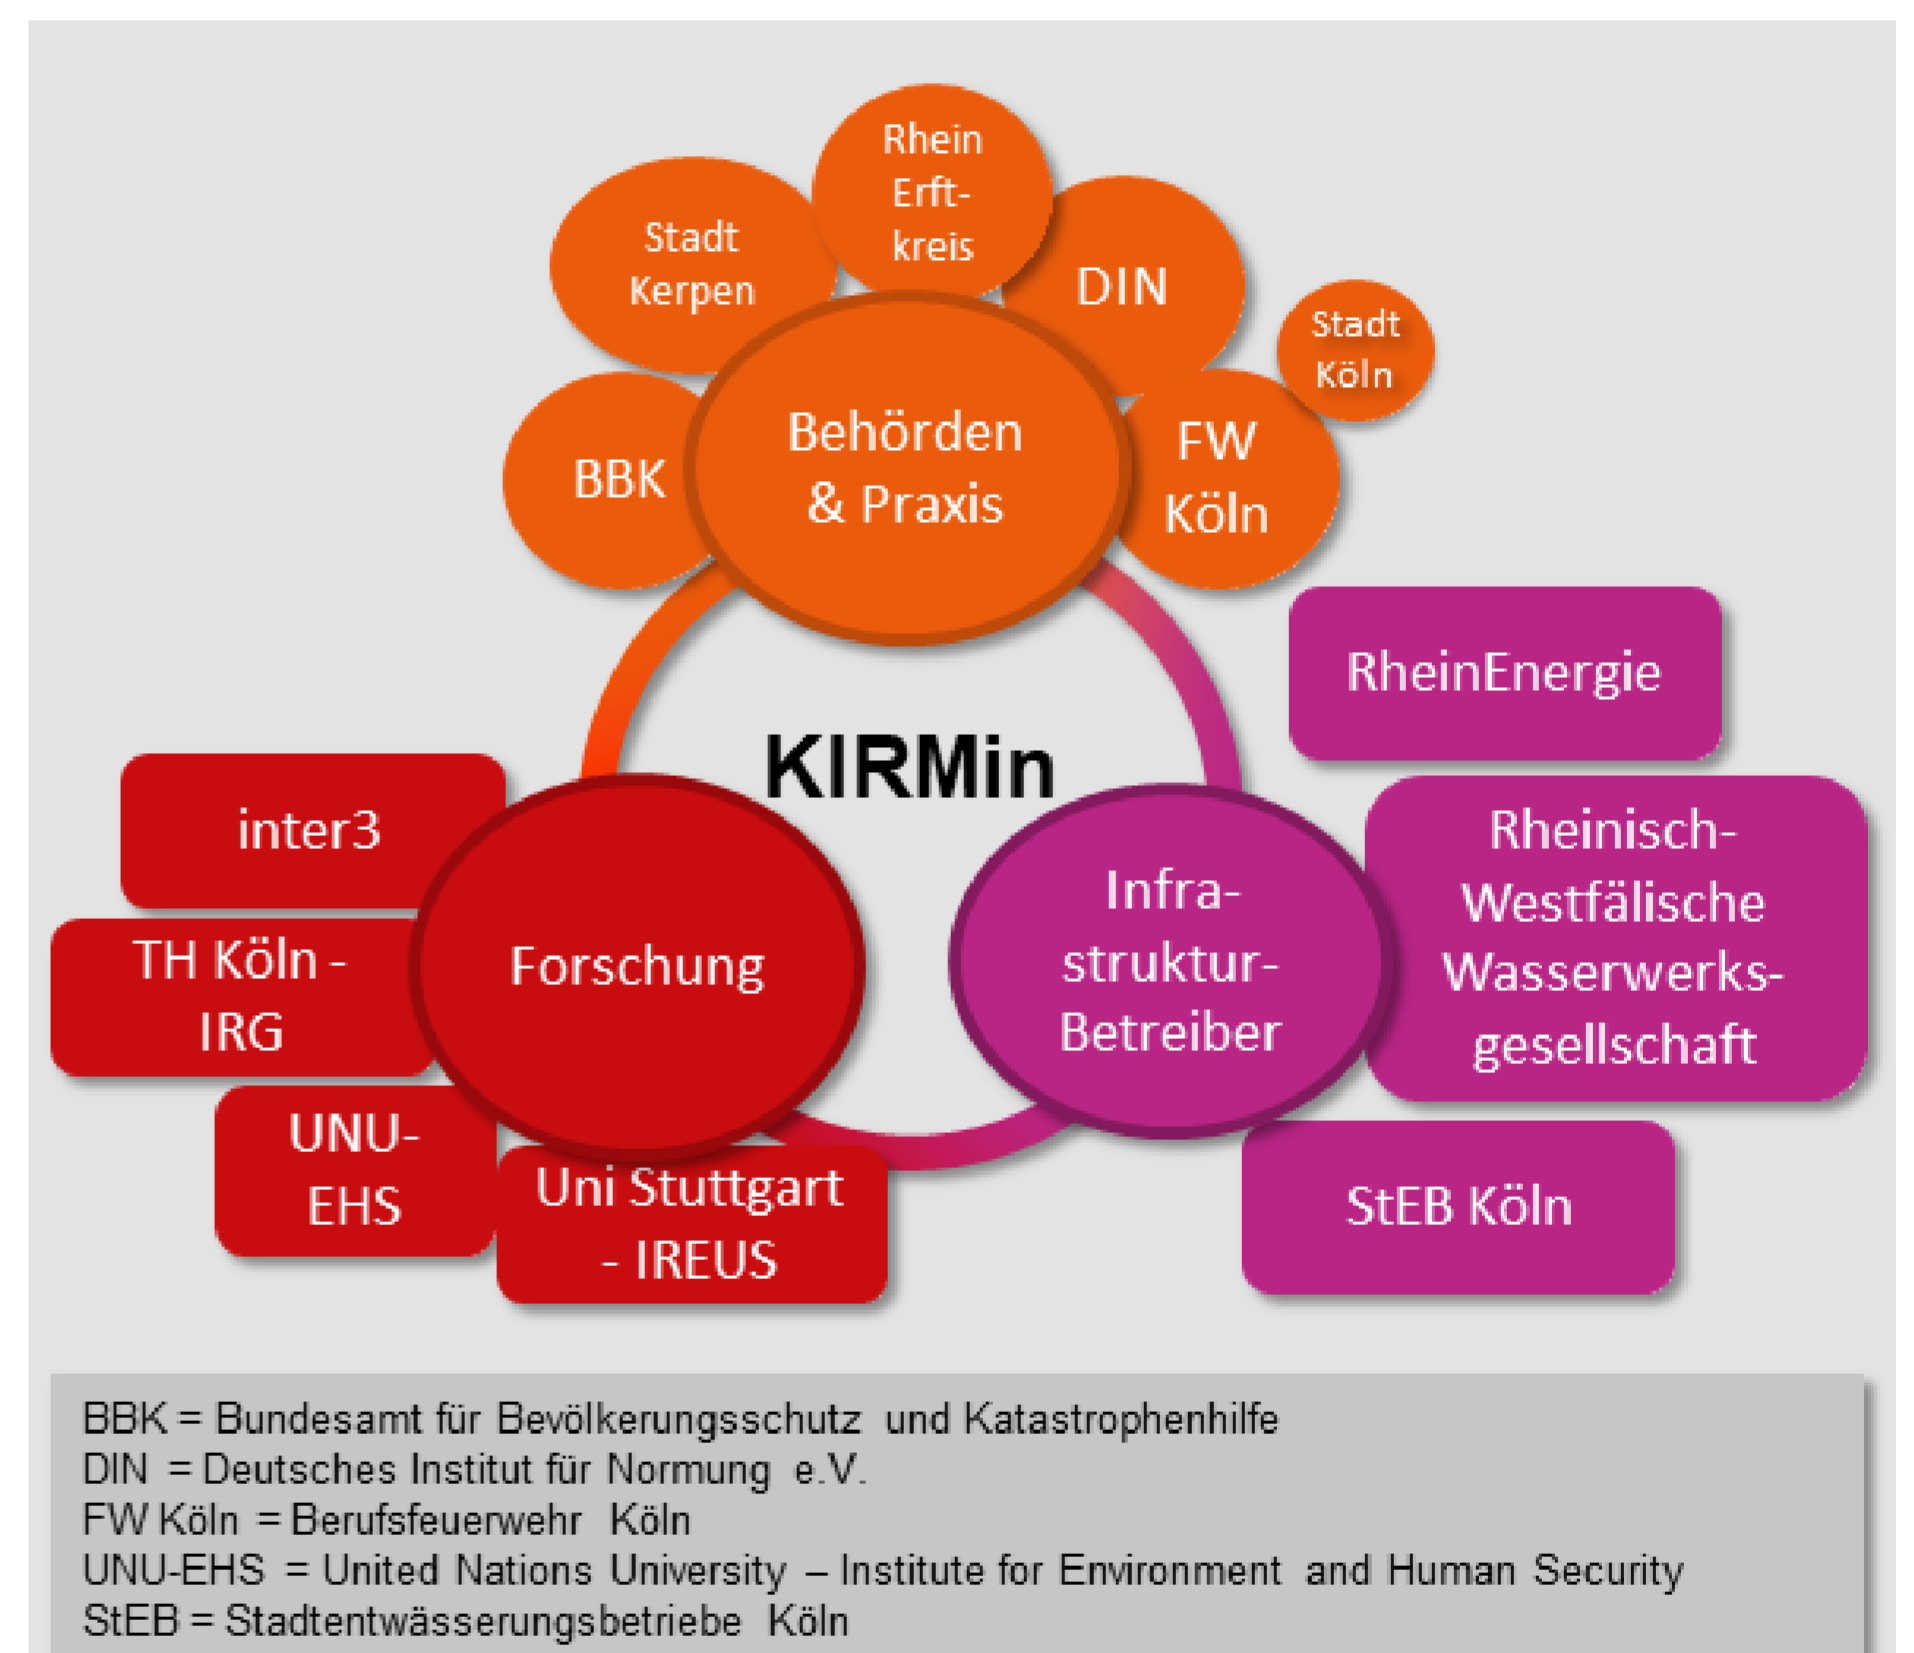 Rhein
Erft-
kreis
Stadt
Kerpen
DIN
Stadt
Köln
BBK
Behörden
& Praxis
FW
Köln
RheinEnergie
KIRMin
inter3
TH Köln -
IRG
Forschung
UNU-
EHS
Uni Stuttgart
- IREUS
Infra-
struktur-
Betreiber
Rheinisch-
Westfälische
Wasserwerks-
gesellschaft
StEB Köln
BBK = Bundesamt für Bevölkerungsschutz und Katastrophenhilfe
DIN = Deutsches Institut für Normung e.V.
FW Köln = Berufsfeuerwehr Köln
UNU-EHS = United Nations University – Institute for Environment and Human Security
StEB = Stadtentwässerungsbetriebe Köln